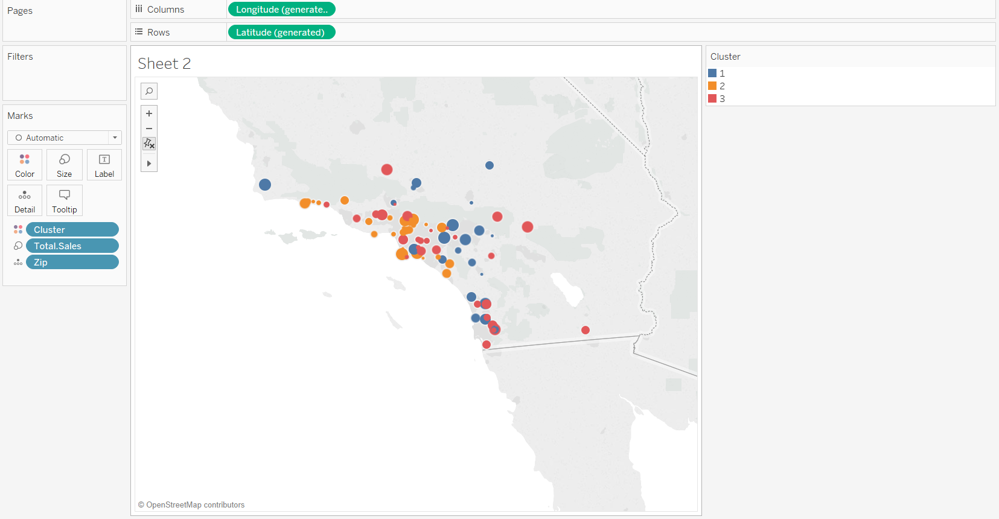 Pages
Columns
Longitude (generate..
Rows
Latitude (generated)
Filters
Marks
Automatic
Color
Size
T
Label
Detail
Tooltip
Cluster
Total.Sales
Zip
Sheet 2
© OpenStreetMap contributors
Cluster
1
2
3